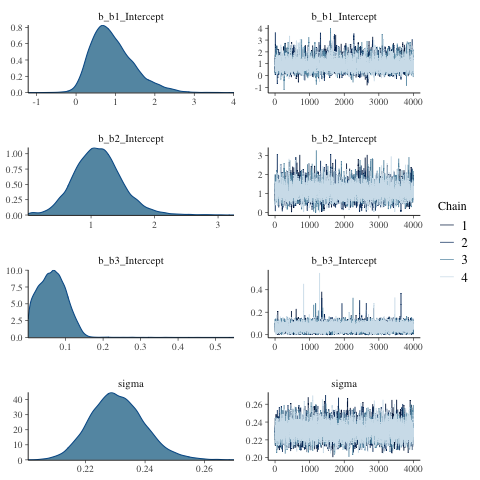 b_b1_Intercept
0.8
0.6
0.4
0.2
0.0
-1 0 1 2 3 4
b_b1_Intercept
4
3
2
1
0
-1
0 1000 2000 3000 4000
b_b2_Intercept
1.00
0.75
0.50
0.25
0.00
1 2 3
b_b2_Intercept
3
2
1
0
0 1000 2000 3000 4000
b_b3_Intercept
10.0
7.5
5.0
2.5
0.0
0.1 0.2 0.3 0.4 0.5
b_b3_Intercept
0.4
0.2
0.0
0 1000 2000 3000 4000
sigma
40
30
20
10
0
0.22 0.24 0.26
sigma
0.26
0.24
0.22
0.20
0 1000 2000 3000 4000
Chain
1
2
3
4